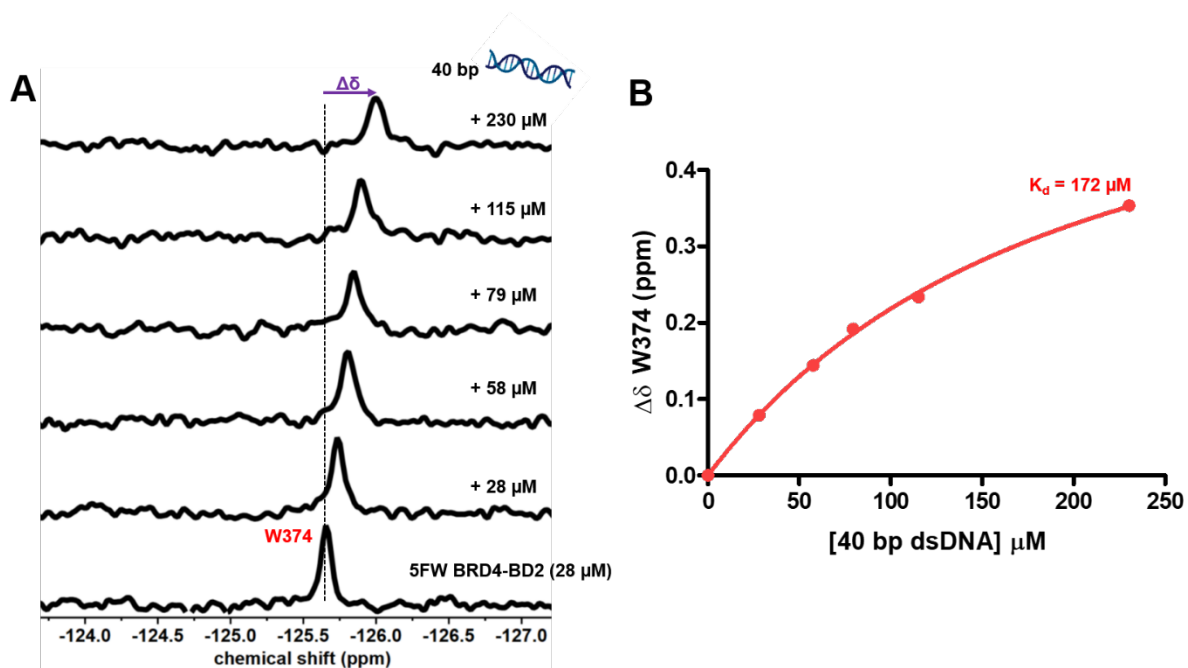 A
40 bp
Δδ
+ 230 µM
+ 115 µM
+ 79 µM
+ 58 µM
+ 28 µM
W374
5FW BRD4-BD2 (28 µM)
-124.0 -124.5 -125.0 -125.5 -126.0 -126.5 -127.0
chemical shift (ppm)
B
0.4
0.3
0.2
0.1
0.0
Δδ W374 (ppm)
Kd = 172 µM
0 50 100 150 200 250
[40 bp dsDNA] µM